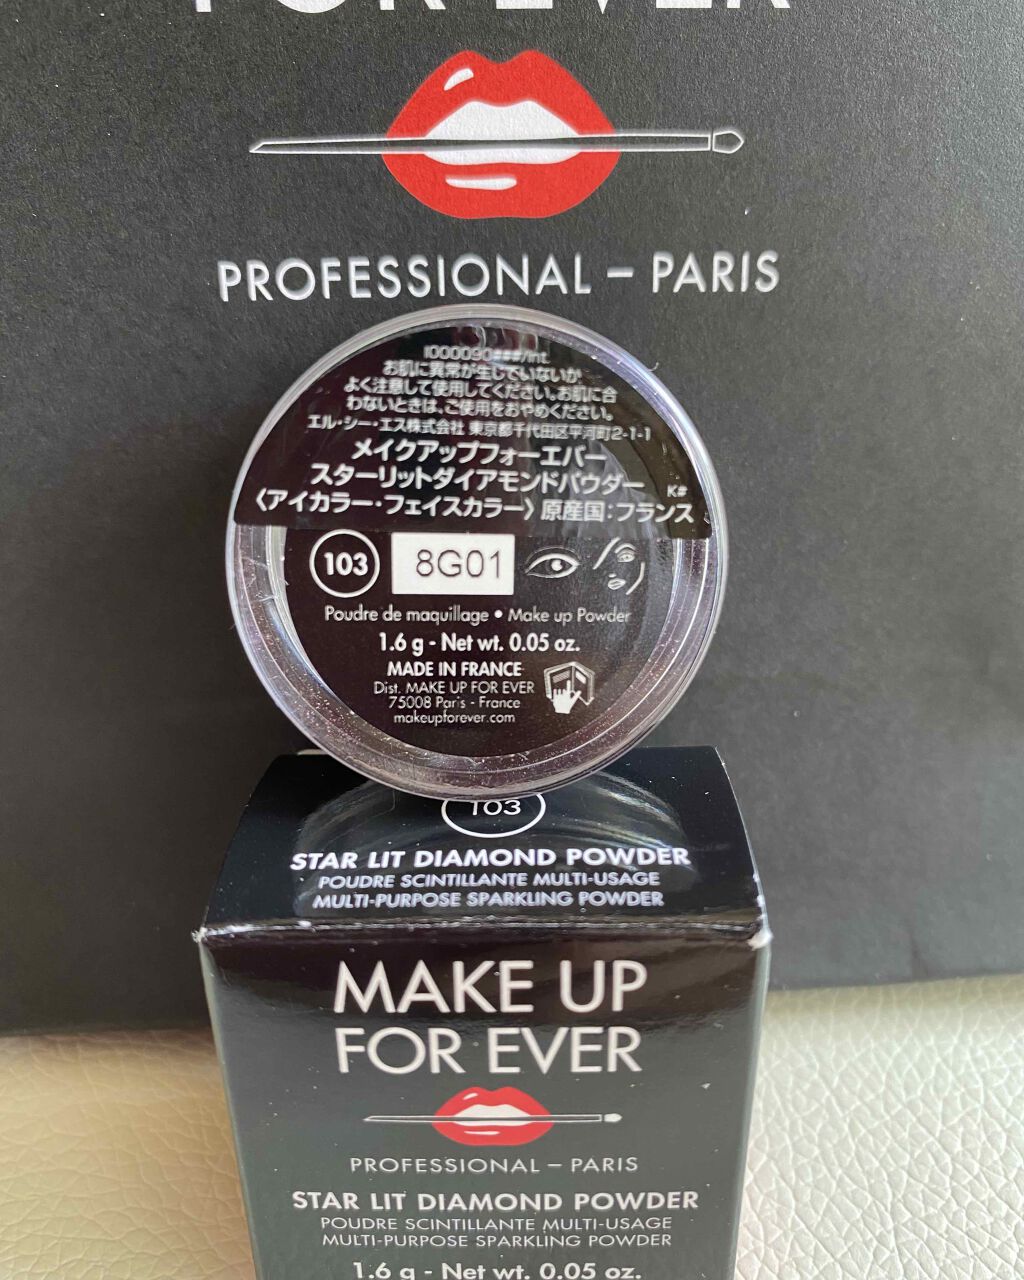 FOR EVER
PROFESSIONAL – PARIS
I000090###/int.
お肌に異常が生じていないか
よく注意して使用してください。お肌に合
わないときは、ご使用をおやめください。
エル・シー・エス株式会社 東京都千代田区平河町2-1-1
メイクアップフォーエバー
スターリットダイアモンドパウダー K#
〈アイカラー・フェイスカラー〉原産国:フランス
103 8G01
Poudre de maquillage • Make up Powder
1.6 g - Net wt. 0.05 oz.
MADE IN FRANCE
Dist. MAKE UP FOR EVER
75008 Paris - France
makeupforever.com
103
STAR LIT DIAMOND POWDER
POUDRE SCINTILLANTE MULTI-USAGE
MULTI-PURPOSE SPARKLING POWDER
MAKE UP
FOR EVER
PROFESSIONAL – PARIS
STAR LIT DIAMOND POWDER
POUDRE SCINTILLANTE MULTI-USAGE
MULTI-PURPOSE SPARKLING POWDER
1.6 g - Net wt. 0.05 oz.